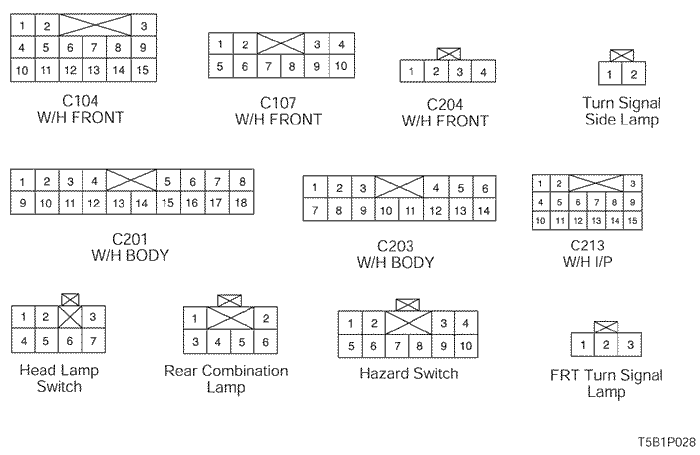 1 2 3
4 5 6 7 8 9
10 11 12 13 14 15
C104
W/H FRONT
1 2 3 4
5 6 7 8 9 10
C107
W/H FRONT
1 2 3 4
C204
W/H FRONT
1 2
Turn Signal
Side Lamp
1 2 3 4 5 6 7 8
9 10 11 12 13 14 15 16 17 18
C201
W/H BODY
1 2 3 4 5 6
7 8 9 10 11 12 13 14
C203
W/H BODY
1 2 3
4 5 6 7 8 9
10 11 12 13 14 15
C213
W/H I/P
1 2 3
4 5 6 7
Head Lamp
Switch
1 2
3 4 5 6
Rear Combination
Lamp
1 2 3 4
5 6 7 8 9 10
Hazard Switch
1 2 3
FRT Turn Signal
Lamp
T5B1P028